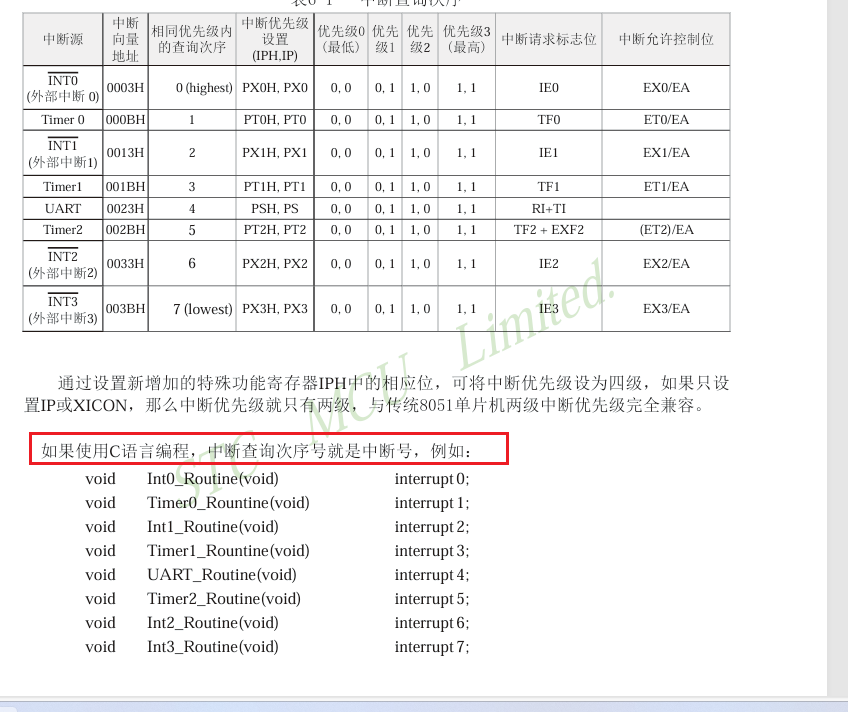 表6-1 中断查询次序
中断源 中断向量地址 相同优先级内的查询次序 中断优先级设置(IPH,IP) 优先级0(最低) 优先级1 优先级2 优先级3(最高) 中断请求标志位 中断允许控制位
INT0(外部中断 0) 0003H 0 (highest) PX0H, PX0 0, 0 0, 1 1, 0 1, 1 IE0 EX0/EA
Timer 0 000BH 1 PT0H, PT0 0, 0 0, 1 1, 0 1, 1 TF0 ET0/EA
INT1(外部中断1) 0013H 2 PX1H, PX1 0, 0 0, 1 1, 0 1, 1 IE1 EX1/EA
Timer1 001BH 3 PT1H, PT1 0, 0 0, 1 1, 0 1, 1 TF1 ET1/EA
UART 0023H 4 PSH, PS 0, 0 0, 1 1, 0 1, 1 RI+TI
Timer2 002BH 5 PT2H, PT2 0, 0 0, 1 1, 0 1, 1 TF2 + EXF2 (ET2)/EA
INT2(外部中断2) 0033H 6 PX2H, PX2 0, 0 0, 1 1, 0 1, 1 IE2 EX2/EA
INT3(外部中断3) 003BH 7 (lowest) PX3H, PX3 0, 0 0, 1 1, 0 1, 1 IE3 EX3/EA
通过设置新增加的特殊功能寄存器IPH中的相应位，可将中断优先级设为四级，如果只设
置IP或XICON，那么中断优先级就只有两级，与传统8051单片机两级中断优先级完全兼容。
如果使用C语言编程，中断查询次序号就是中断号，例如：
void Int0_Routine(void) interrupt 0;
void Timer0_Rountine(void) interrupt 1;
void Int1_Routine(void) interrupt 2;
void Timer1_Rountine(void) interrupt 3;
void UART_Routine(void) interrupt 4;
void Timer2_Routine(void) interrupt 5;
void Int2_Routine(void) interrupt 6;
void Int3_Routine(void) interrupt 7;
STC MCU Limited.